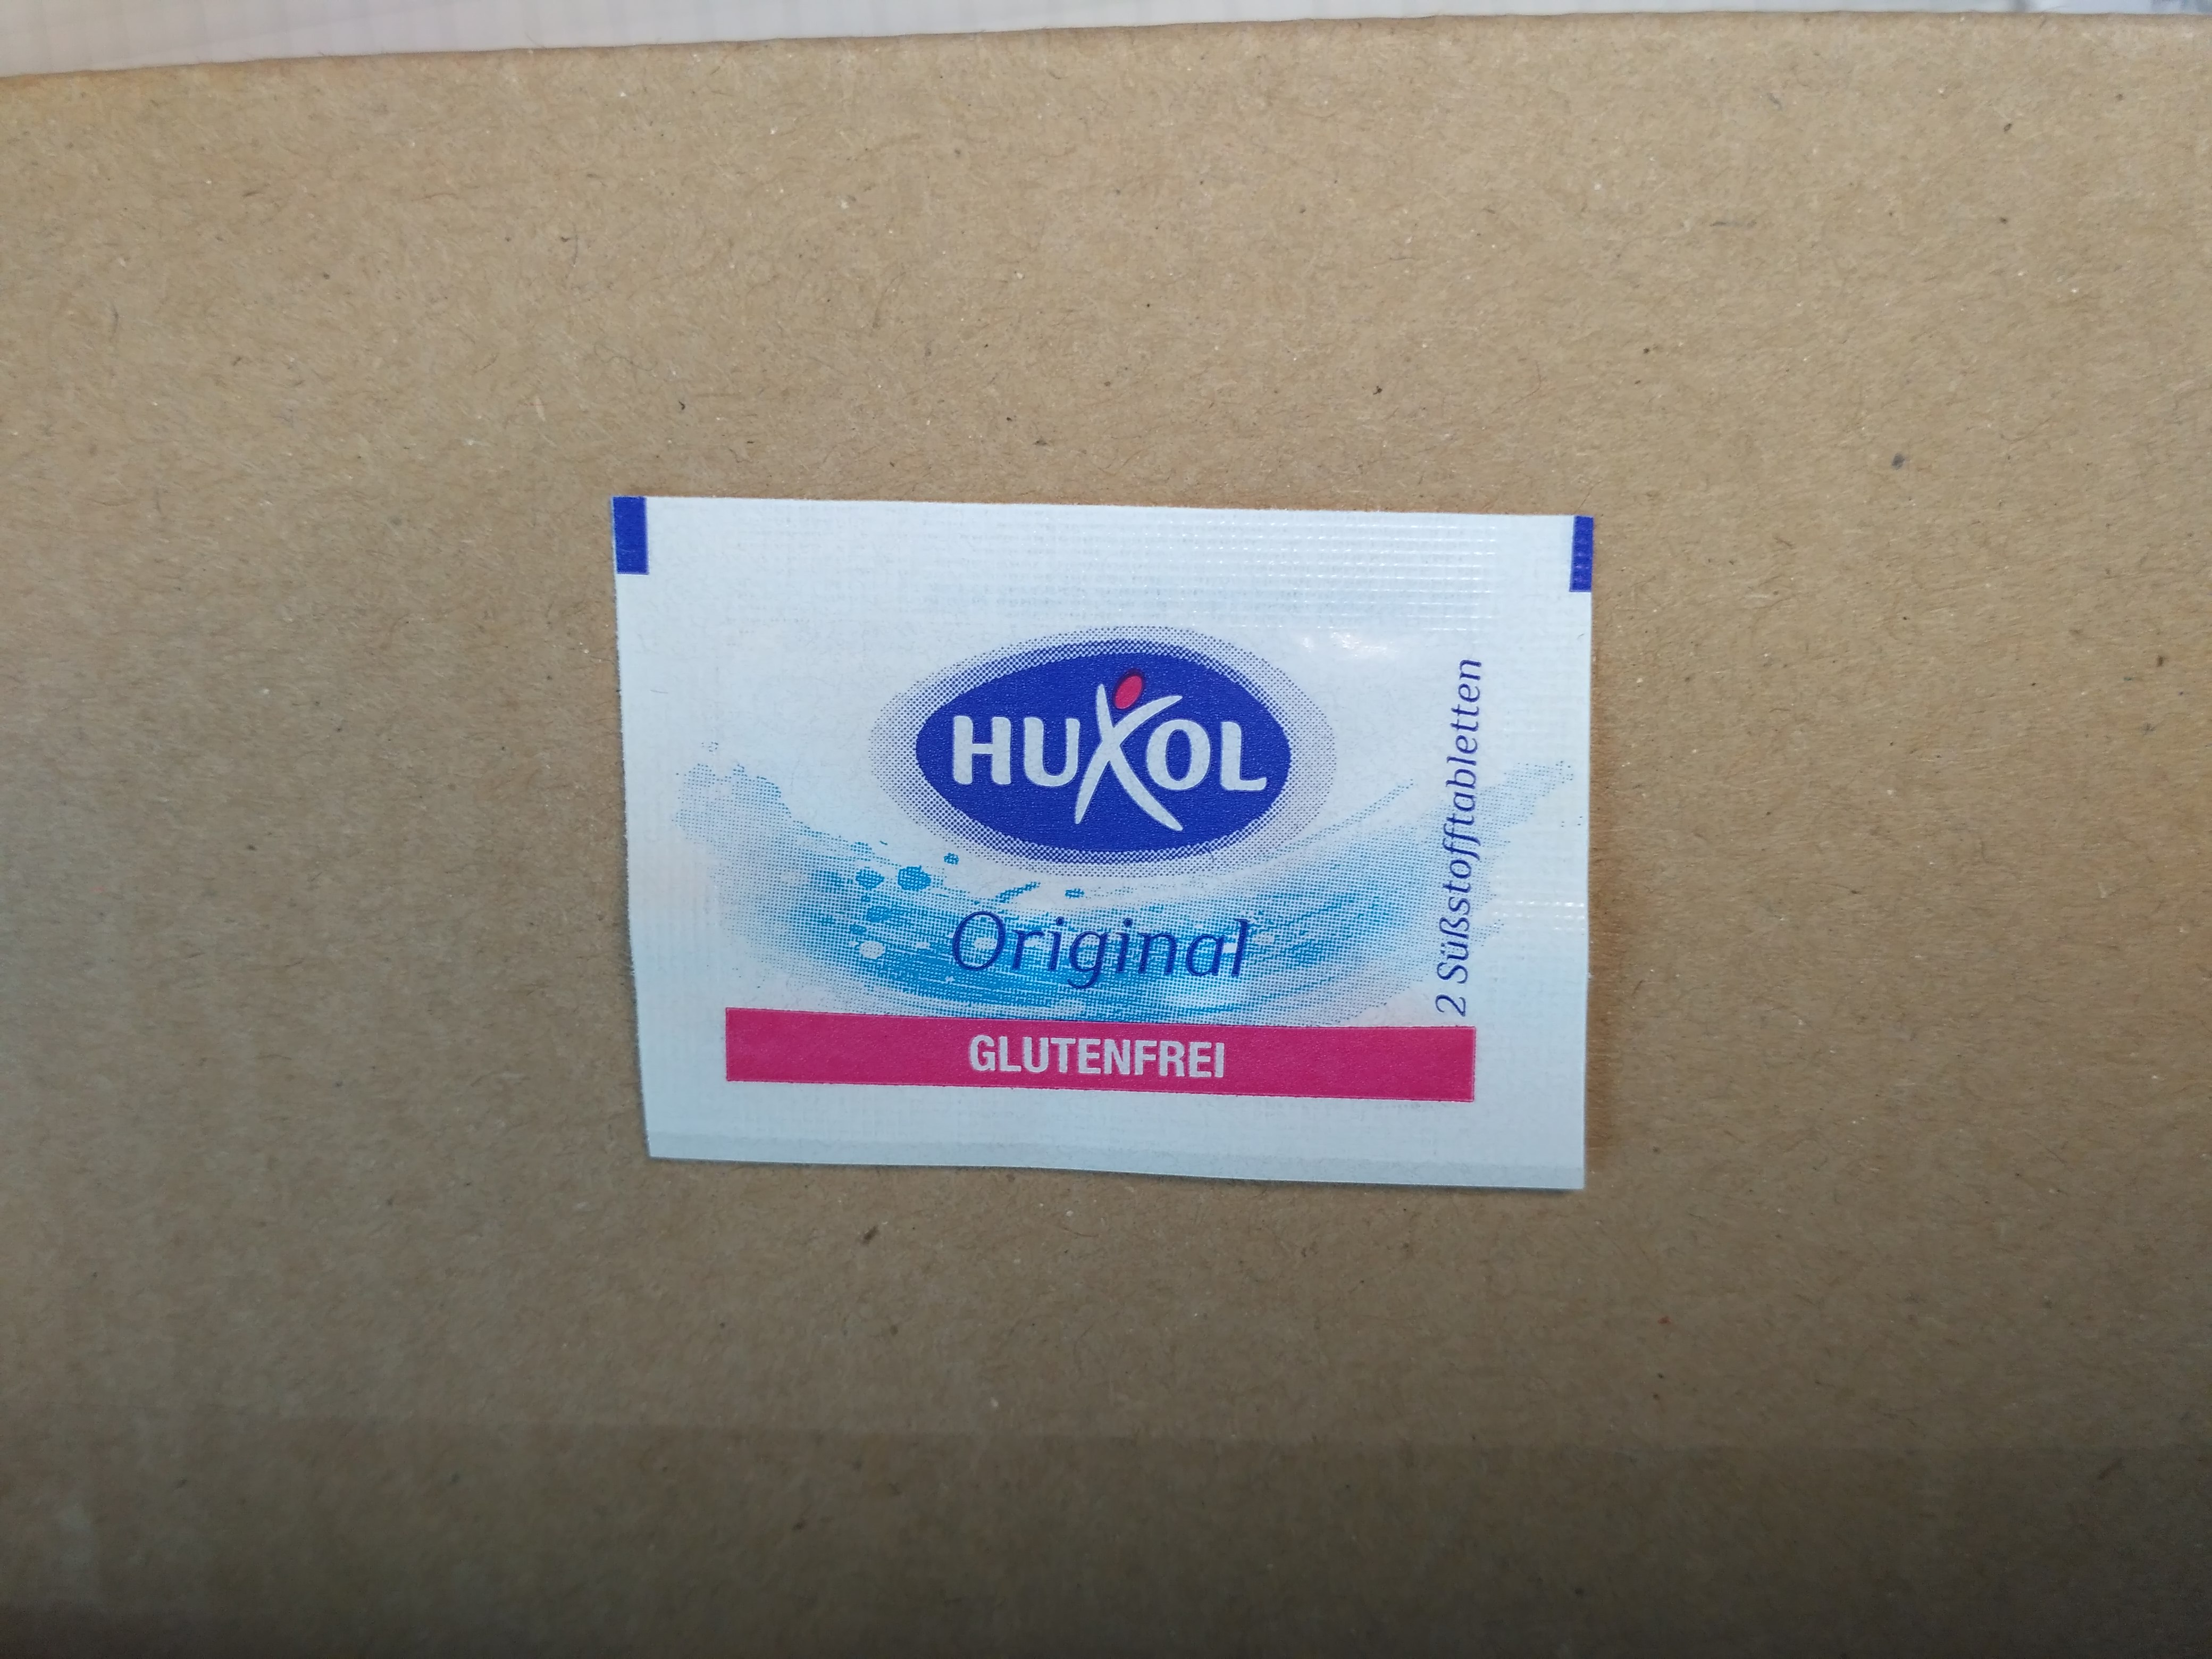 HUXOL
Original
2 Süßstofftabletten
GLUTENFREI